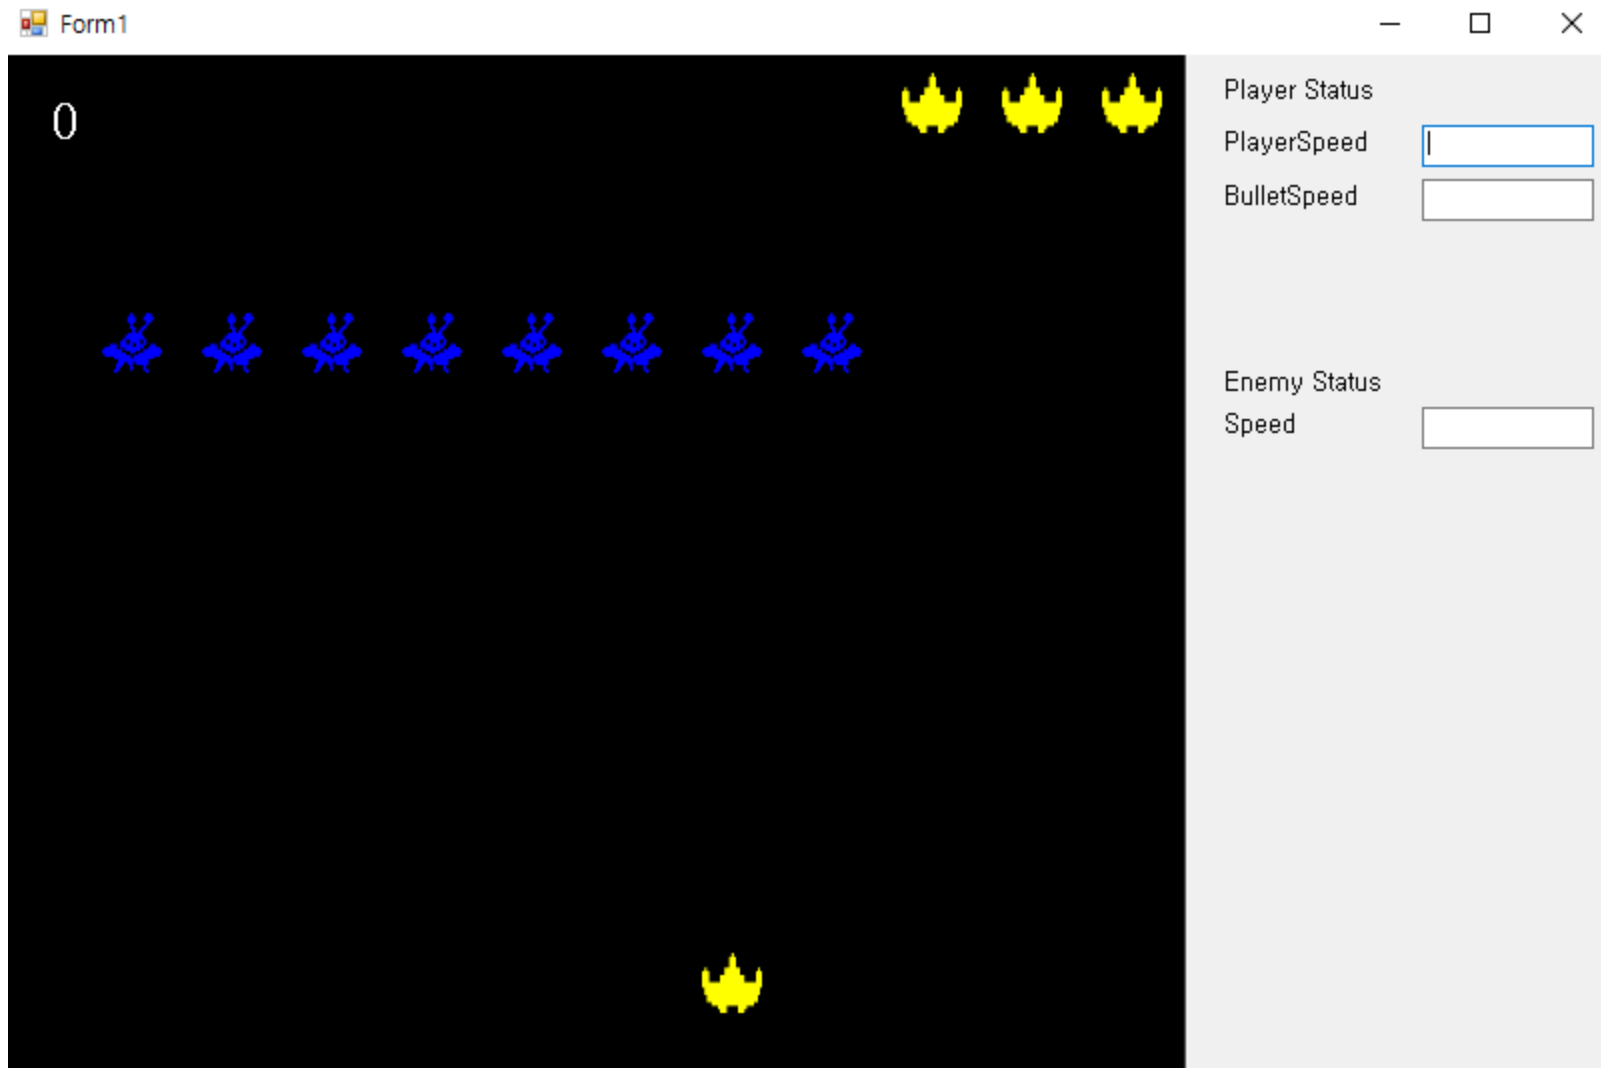 Form1
0
Player Status
PlayerSpeed
BulletSpeed
Enemy Status
Speed